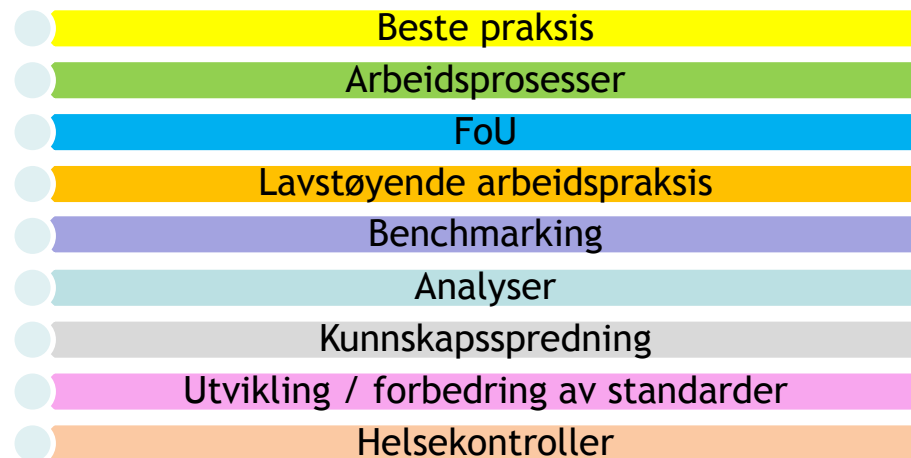 Beste praksis
Arbeidsprosesser
FoU
Lavstøyende arbeidspraksis
Benchmarking
Analyser
Kunnskapsspredning
Utvikling / forbedring av standarder
Helsekontroller